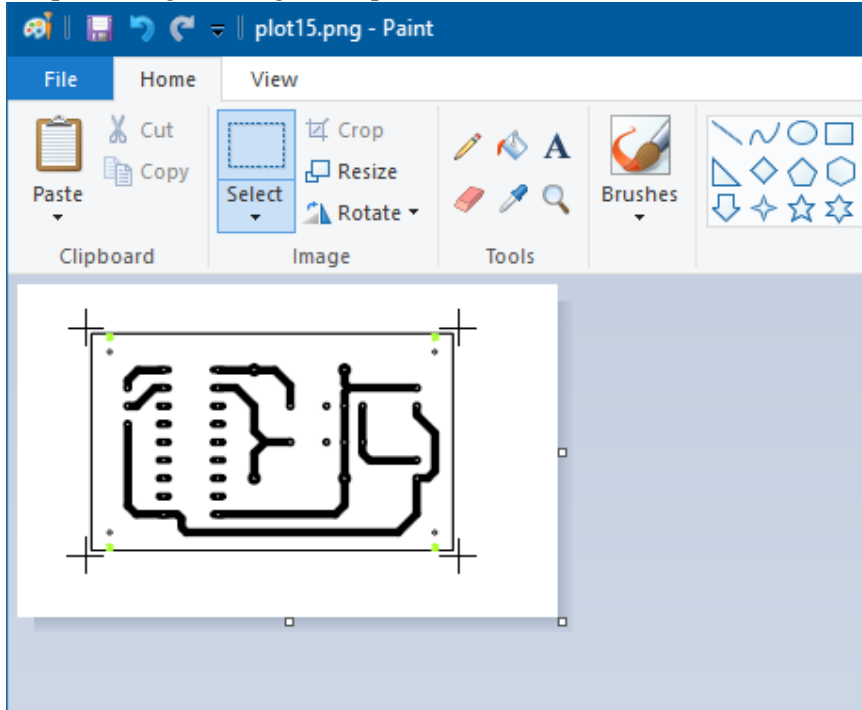 plot15.png - Paint
File Home View
Cut Crop
Copy Resize
Paste Select Rotate Brushes
Clipboard Image Tools